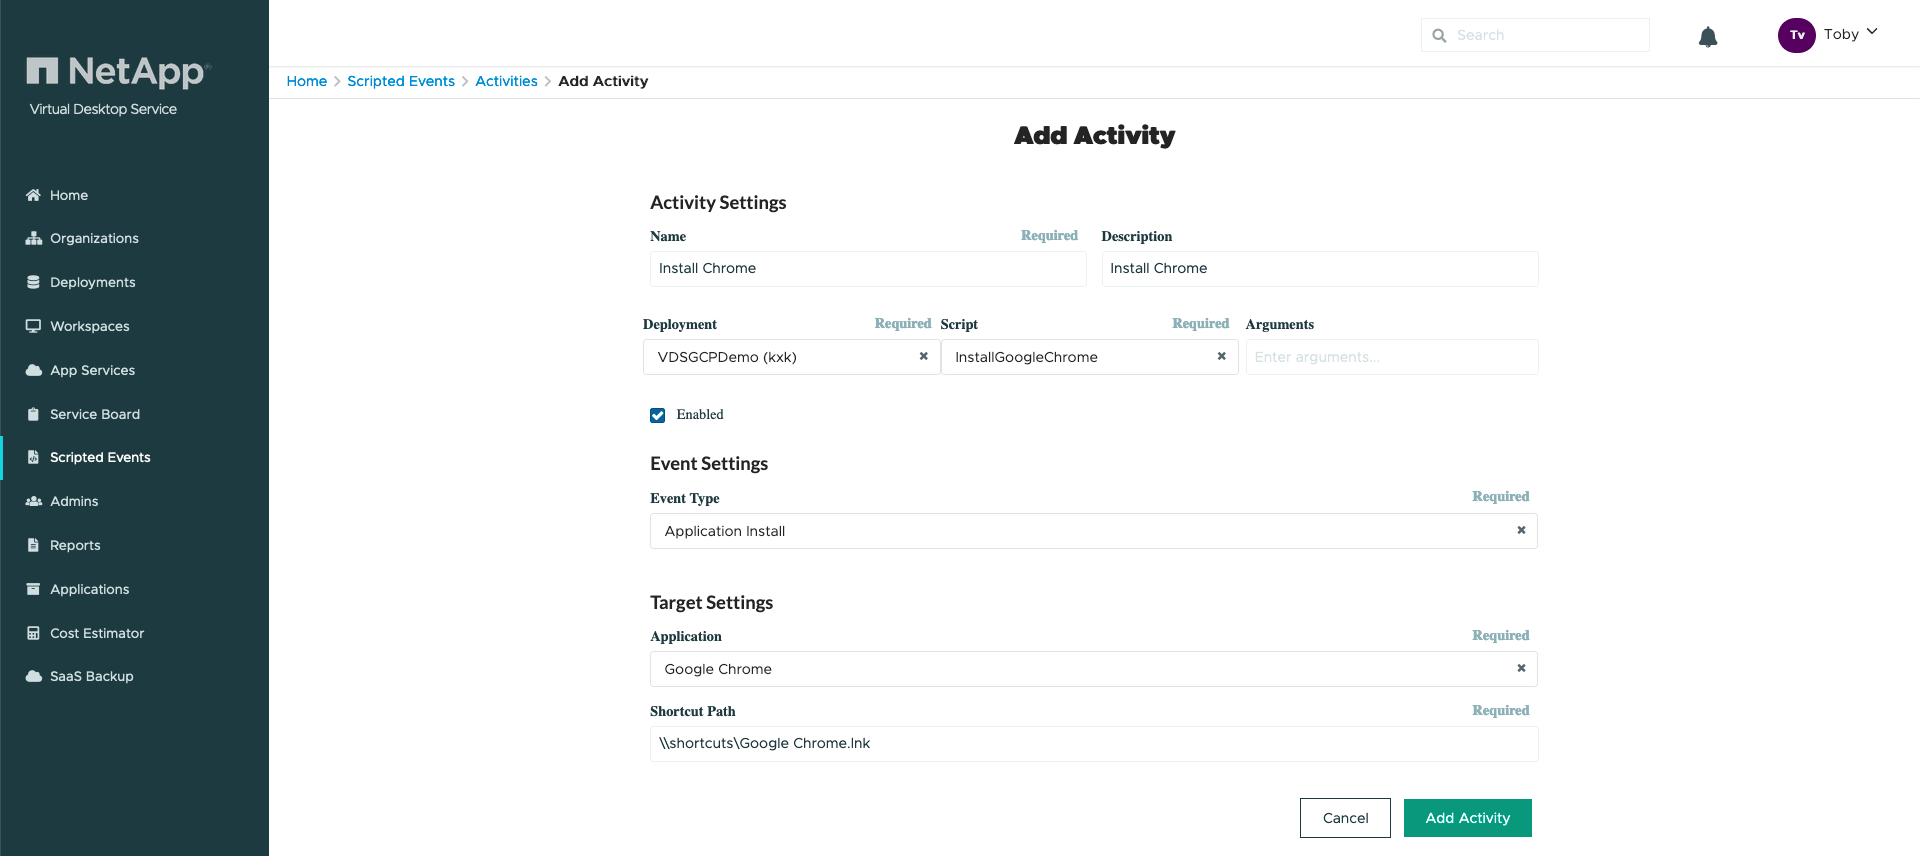 NetApp
Virtual Desktop Service
Home
Organizations
Deployments
Workspaces
App Services
Service Board
Scripted Events
Admins
Reports
Applications
Cost Estimator
SaaS Backup
Search
Tv Toby
Home > Scripted Events > Activities > Add Activity
Add Activity
Activity Settings
Name Required Description
Install Chrome Install Chrome
Deployment Required Script Required Arguments
VDSGCPDemo (kxk) InstallGoogleChrome Enter arguments...
Enabled
Event Settings
Event Type Required
Application Install
Target Settings
Application Required
Google Chrome
Shortcut Path Required
\\shortcuts\Google Chrome.lnk
Cancel Add Activity